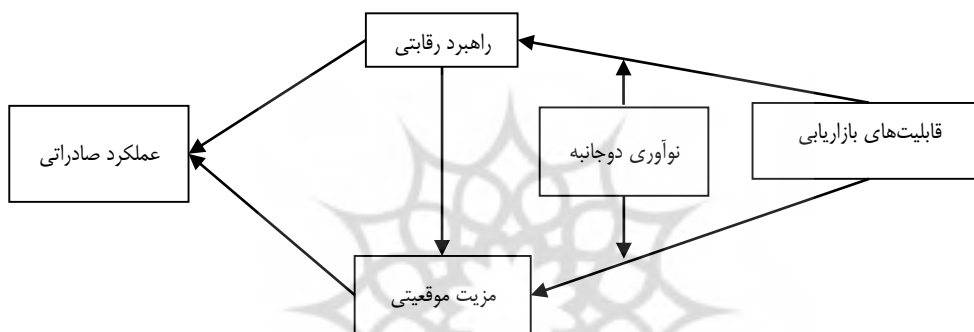 راهبرد رقابتی
قابلیت‌های بازاریابی
نوآوری دوجانبه
عملکرد صادراتی
مزیت موقعیتی